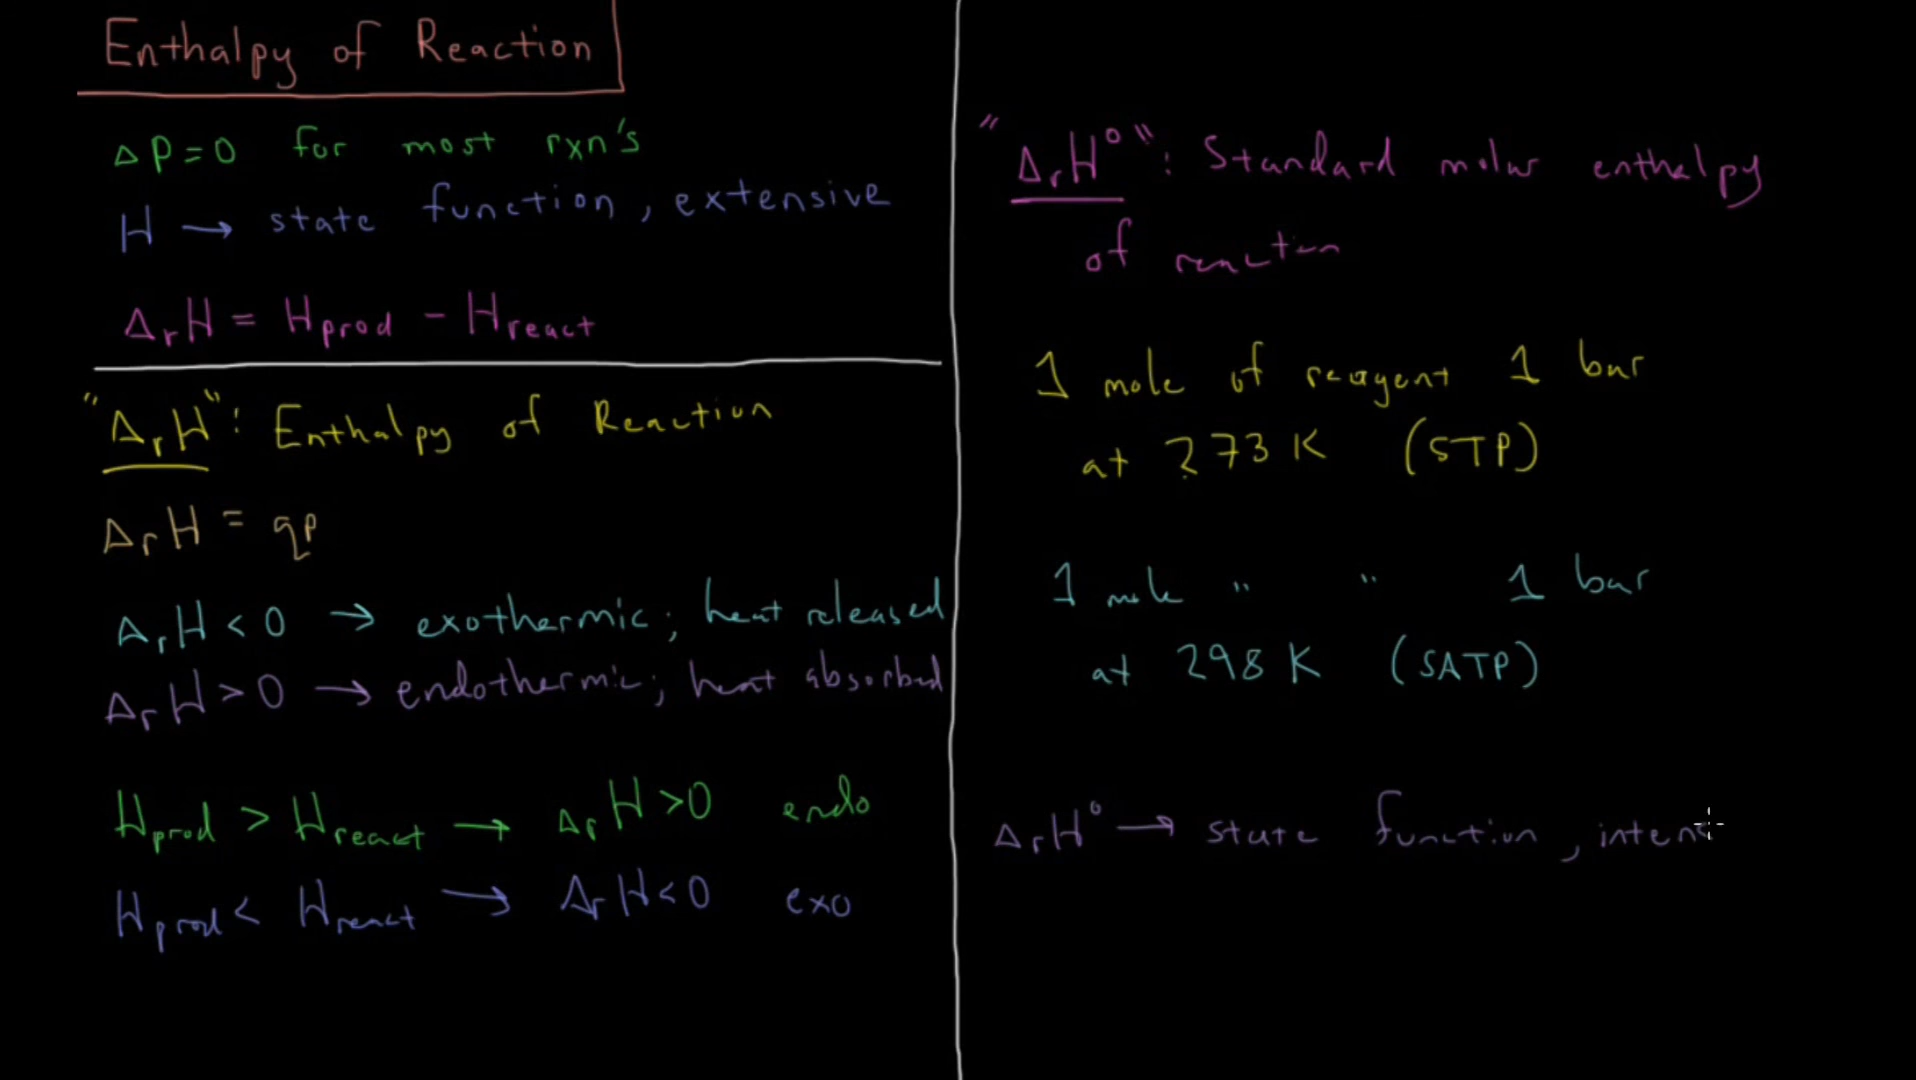 Enthalpy of Reaction
ΔP=0 for most rxn's
H → state function, extensive
ΔrH = Hprod - Hreact
"ΔrH": Enthalpy of Reaction
ΔrH = qp
ΔrH < 0 → exothermic; heat released
ΔrH > 0 → endothermic; heat absorbed
Hprod > Hreact → ΔrH >0 endo
Hprod < Hreact → ΔrH <0 exo
"ΔrH°": Standard molar enthalpy
of reaction
1 mole of reagent 1 bar
at 273 K (STP)
1 mole " " 1 bar
at 298 K (SATP)
ΔrH° → state function, intens